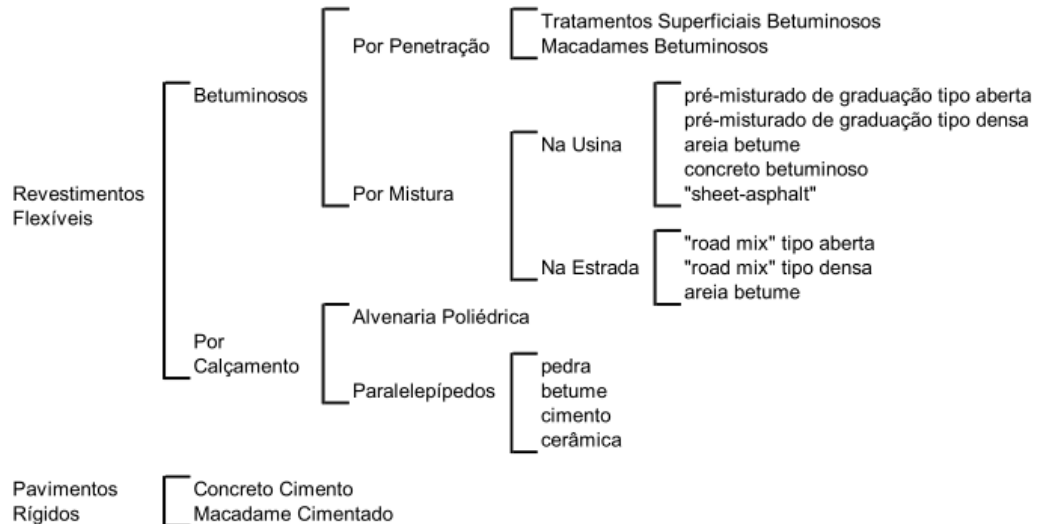 Tratamentos Superficiais Betuminosos
Por Penetração
Macadames Betuminosos
Betuminosos
pré-misturado de graduação tipo aberta
pré-misturado de graduação tipo densa
Na Usina
areia betume
concreto betuminoso
Revestimentos
Flexíveis
Por Mistura
"sheet-asphalt"
"road mix" tipo aberta
Na Estrada
"road mix" tipo densa
areia betume
Alvenaria Poliédrica
Por
Calçamento
pedra
Paralelepípedos
betume
cimento
cerâmica
Pavimentos
Rígidos
Concreto Cimento
Macadame Cimentado